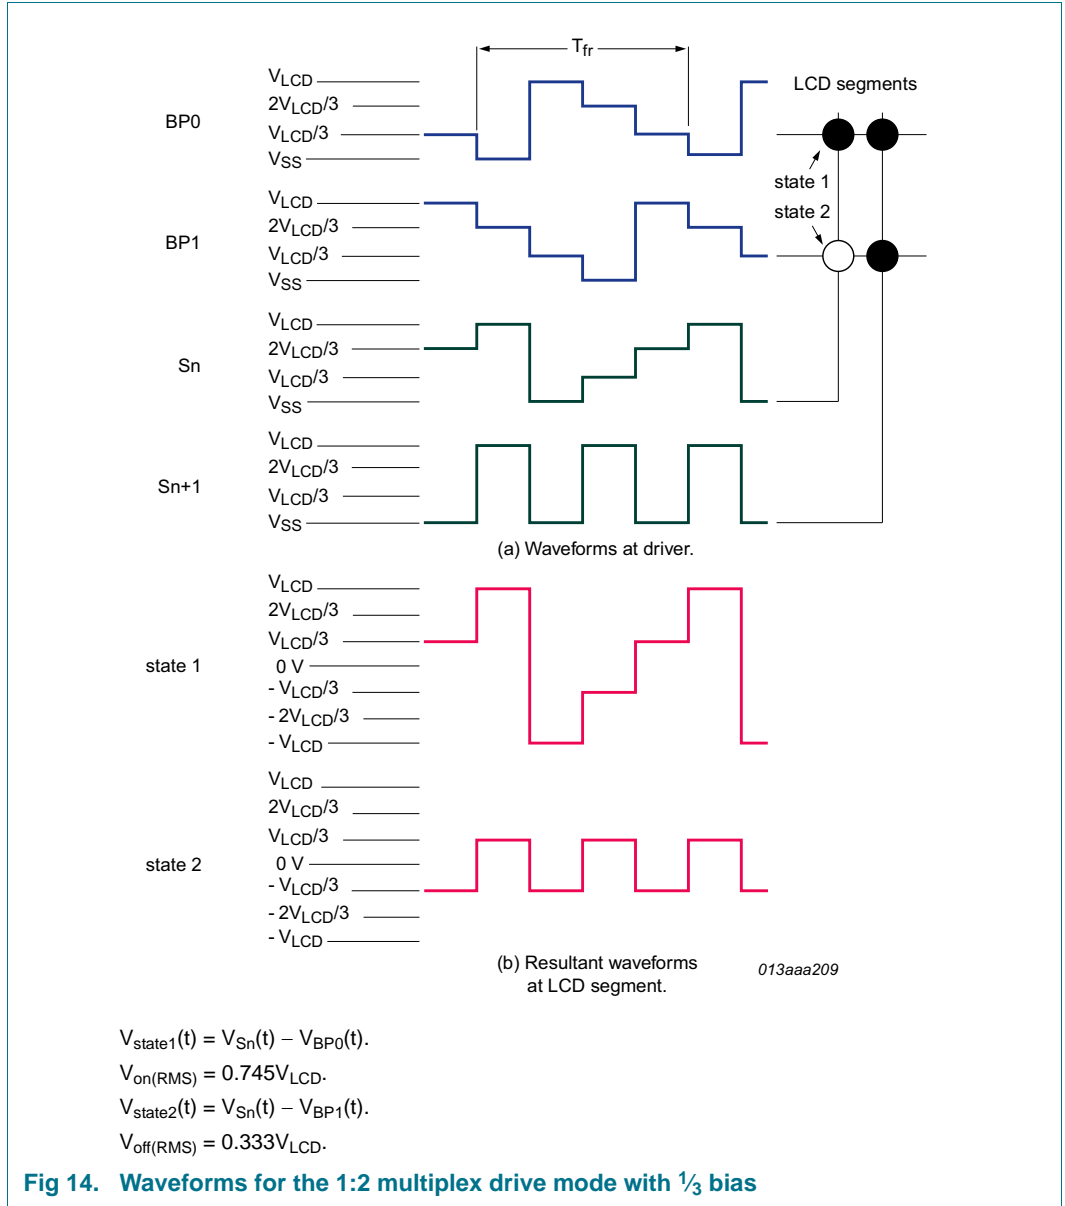 Tfr
BP0
VLCD
2VLCD/3
VLCD/3
VSS
LCD segments
state 1
state 2
BP1
VLCD
2VLCD/3
VLCD/3
VSS
Sn
VLCD
2VLCD/3
VLCD/3
VSS
Sn+1
VLCD
2VLCD/3
VLCD/3
VSS
(a) Waveforms at driver.
state 1
VLCD
2VLCD/3
VLCD/3
0 V
- VLCD/3
- 2VLCD/3
- VLCD
state 2
VLCD
2VLCD/3
VLCD/3
0 V
- VLCD/3
- 2VLCD/3
- VLCD
(b) Resultant waveforms
at LCD segment.
013aaa209
Vstate1(t) = VSn(t) − VBP0(t).
Von(RMS) = 0.745VLCD.
Vstate2(t) = VSn(t) − VBP1(t).
Voff(RMS) = 0.333VLCD.
Fig 14. Waveforms for the 1:2 multiplex drive mode with 1⁄3 bias